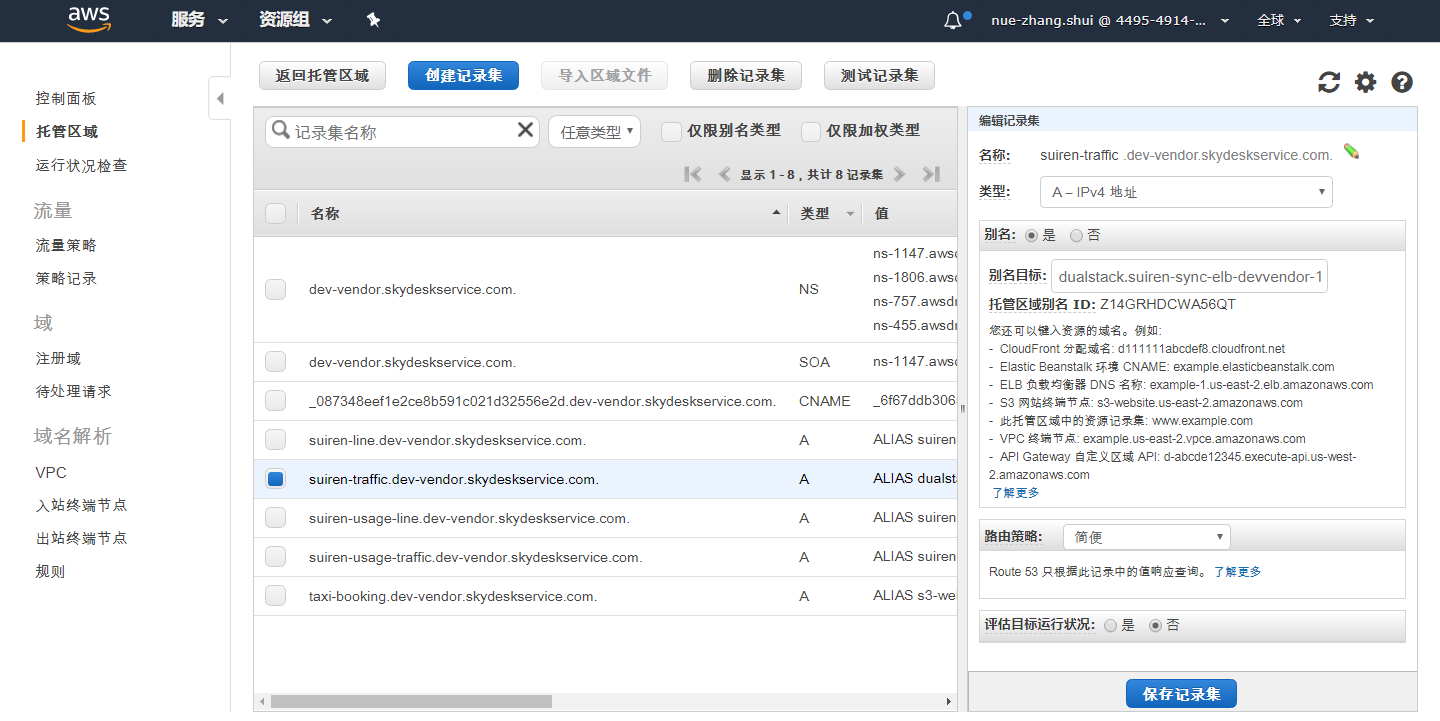 aws 服务 资源组 nue-zhang.shui @ 4495-4914-... 全球 支持
控制面板
托管区域
运行状况检查
流量
流量策略
策略记录
域
注册域
待处理请求
域名解析
VPC
入站终端节点
出站终端节点
规则
返回托管区域 创建记录集 导入区域文件 删除记录集 测试记录集
记录集名称 任意类型 仅限别名类型 仅限加权类型
显示 1 - 8 , 共计 8 记录集
名称 类型 值
dev-vendor.skydeskservice.com. NS
ns-1147.awsd
ns-1806.awsd
ns-757.awsdn
ns-455.awsdn
dev-vendor.skydeskservice.com. SOA ns-1147.awsd
_087348eef1e2ce8b591c021d32556e2d.dev-vendor.skydeskservice.com. CNAME _6f67ddb306
suiren-line.dev-vendor.skydeskservice.com. A ALIAS suiren
suiren-traffic.dev-vendor.skydeskservice.com. A ALIAS dualsta
suiren-usage-line.dev-vendor.skydeskservice.com. A ALIAS suiren
suiren-usage-traffic.dev-vendor.skydeskservice.com. A ALIAS suiren
taxi-booking.dev-vendor.skydeskservice.com. A ALIAS s3-we
编辑记录集
名称: suiren-traffic .dev-vendor.skydeskservice.com.
类型: A – IPv4 地址
别名: 是 否
别名目标: dualstack.suiren-sync-elb-devvendor-1
托管区域别名 ID: Z14GRHDCWA56QT
您还可以键入资源的域名。例如:
- CloudFront 分配域名: d111111abcdef8.cloudfront.net
- Elastic Beanstalk 环境 CNAME: example.elasticbeanstalk.com
- ELB 负载均衡器 DNS 名称: example-1.us-east-2.elb.amazonaws.com
- S3 网站终端节点: s3-website.us-east-2.amazonaws.com
- 此托管区域中的资源记录集: www.example.com
- VPC 终端节点: example.us-east-2.vpce.amazonaws.com
- API Gateway 自定义区域 API: d-abcde12345.execute-api.us-west-
2.amazonaws.com
了解更多
路由策略: 简便
Route 53 只根据此记录中的值响应查询。 了解更多
评估目标运行状况: 是 否
保存记录集